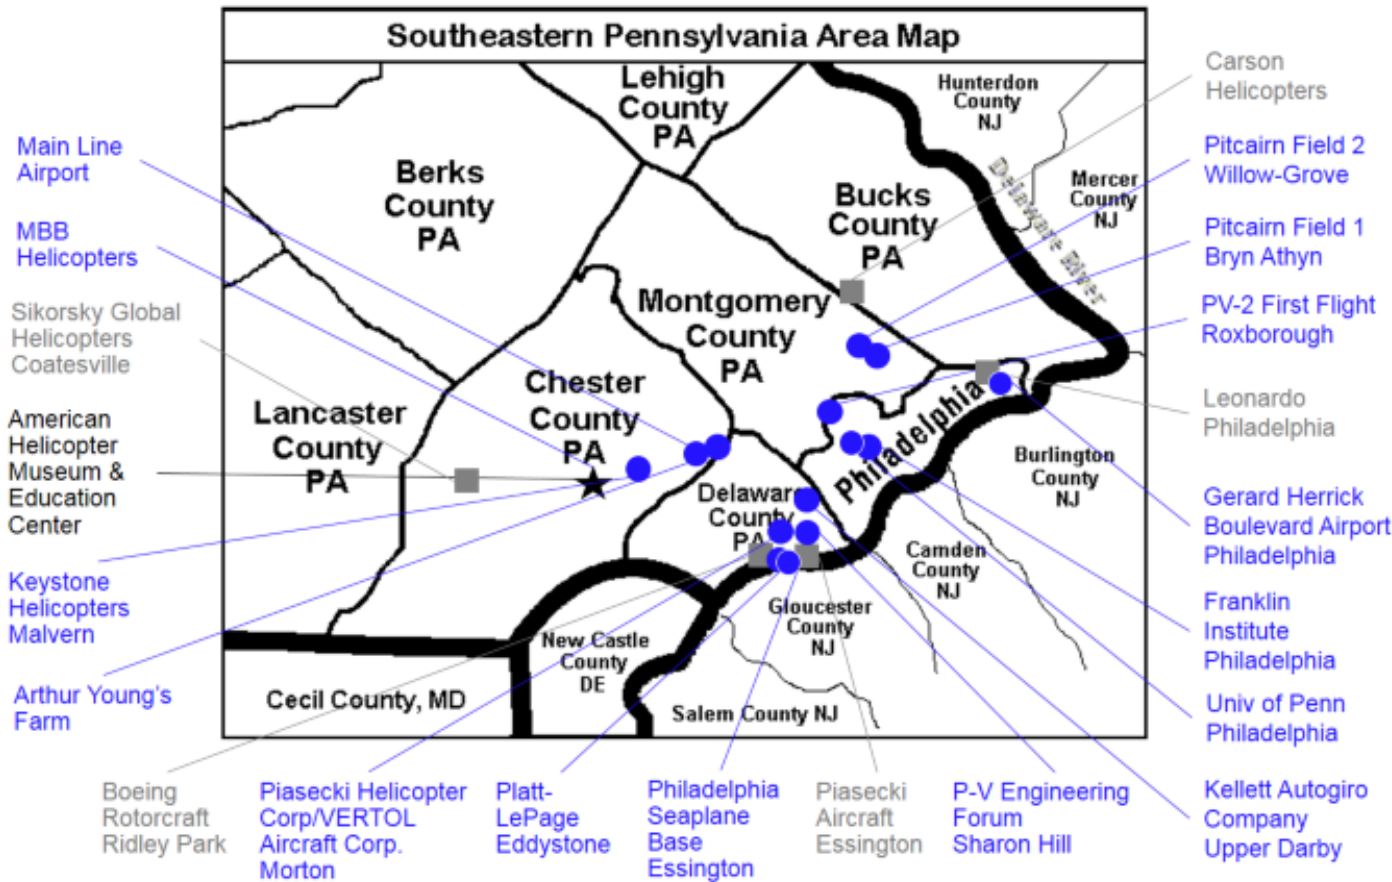 Southeastern Pennsylvania Area Map
Lehigh
County
PA
Hunterdon
County
NJ
Berks
County
PA
Bucks
County
PA
Mercer
County
NJ
Delaware River
Montgomery
County
PA
Chester
County
PA
Lancaster
County
PA
Philadelphia
Delaware
County
PA
Burlington
County
NJ
Camden
County
NJ
Gloucester
County
NJ
New Castle
County
DE
Cecil County, MD
Salem County NJ
Main Line
Airport
MBB
Helicopters
Sikorsky Global
Helicopters
Coatesville
American
Helicopter
Museum &
Education
Center
Keystone
Helicopters
Malvern
Arthur Young's
Farm
Boeing
Rotorcraft
Ridley Park
Piasecki Helicopter
Corp/VERTOL
Aircraft Corp.
Morton
Platt-
LePage
Eddystone
Philadelphia
Seaplane
Base
Essington
Piasecki
Aircraft
Essington
P-V Engineering
Forum
Sharon Hill
Carson
Helicopters
Pitcairn Field 2
Willow-Grove
Pitcairn Field 1
Bryn Athyn
PV-2 First Flight
Roxborough
Leonardo
Philadelphia
Gerard Herrick
Boulevard Airport
Philadelphia
Franklin
Institute
Philadelphia
Univ of Penn
Philadelphia
Kellett Autogiro
Company
Upper Darby